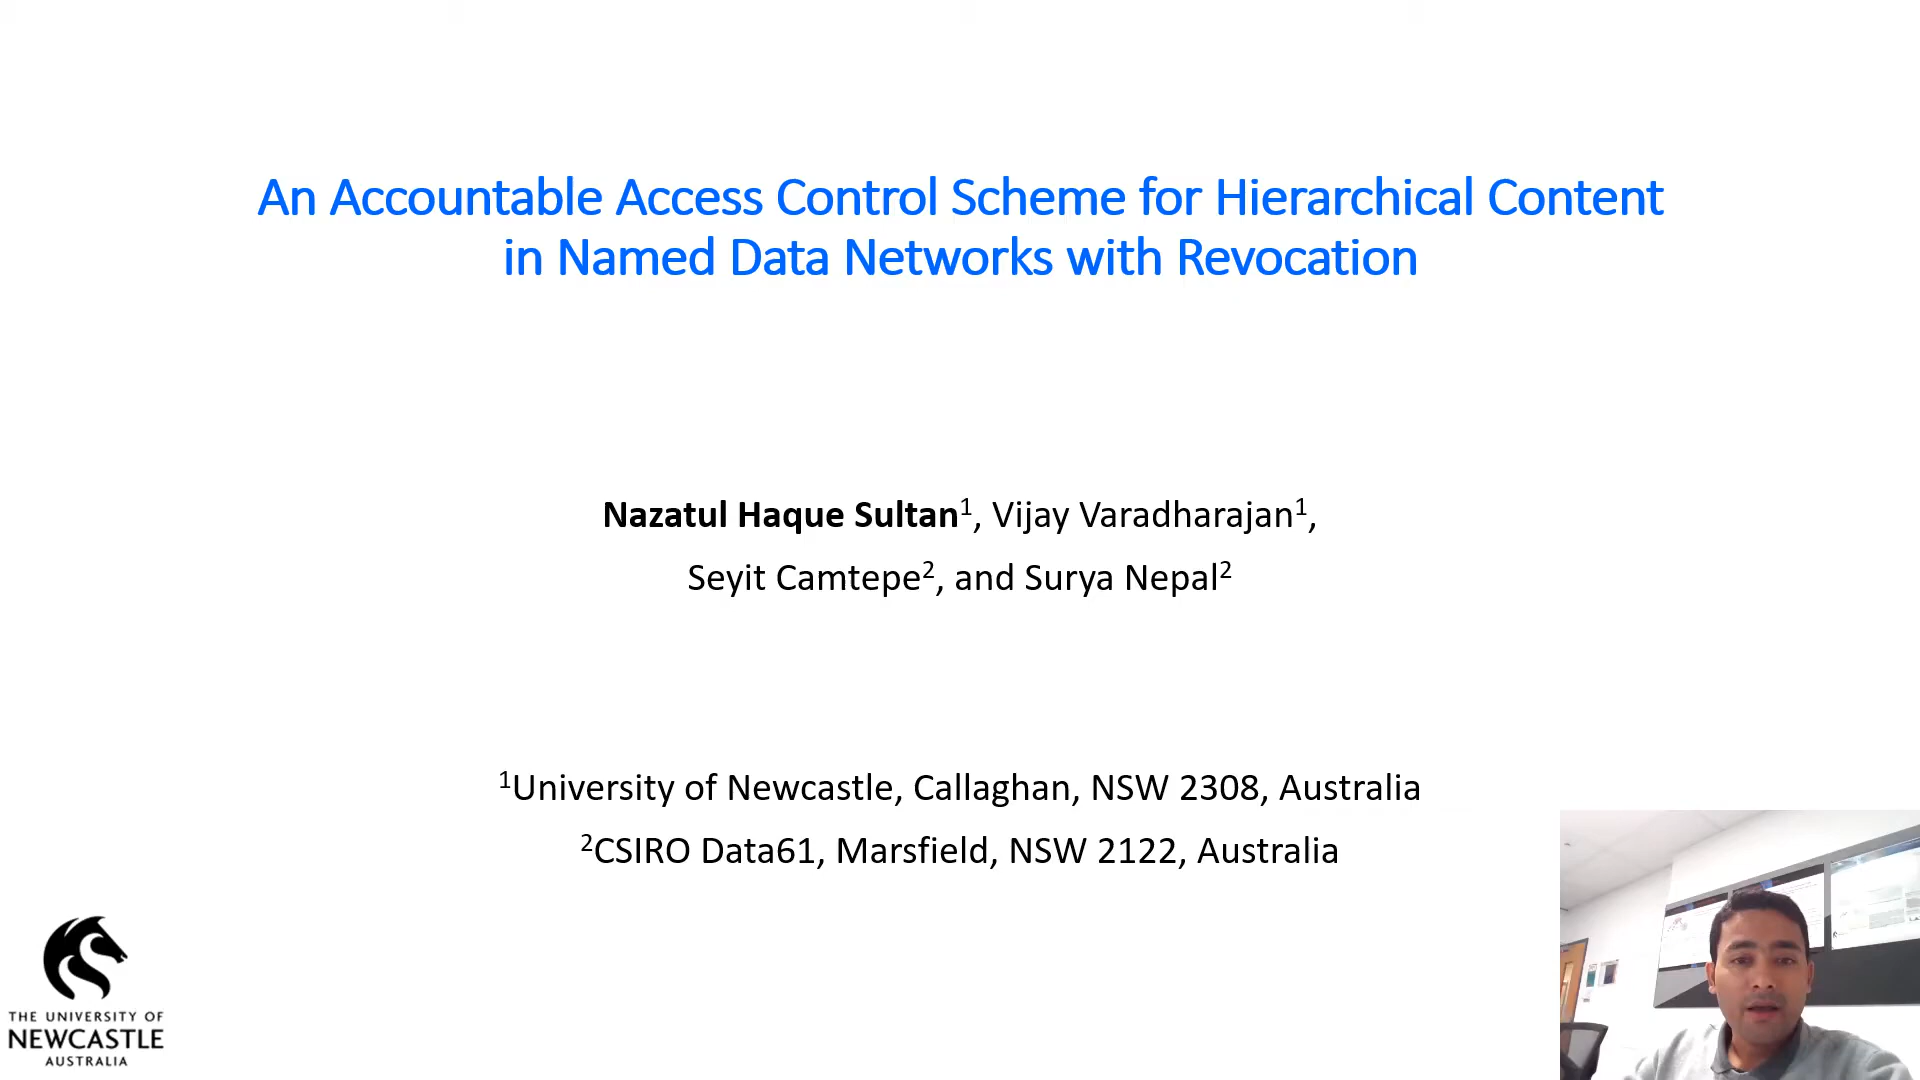 An Accountable Access Control Scheme for Hierarchical Content
in Named Data Networks with Revocation
Nazatul Haque Sultan¹, Vijay Varadharajan¹,
Seyit Camtepe², and Surya Nepal²
¹University of Newcastle, Callaghan, NSW 2308, Australia
²CSIRO Data61, Marsfield, NSW 2122, Australia
THE UNIVERSITY OF
NEWCASTLE
AUSTRALIA